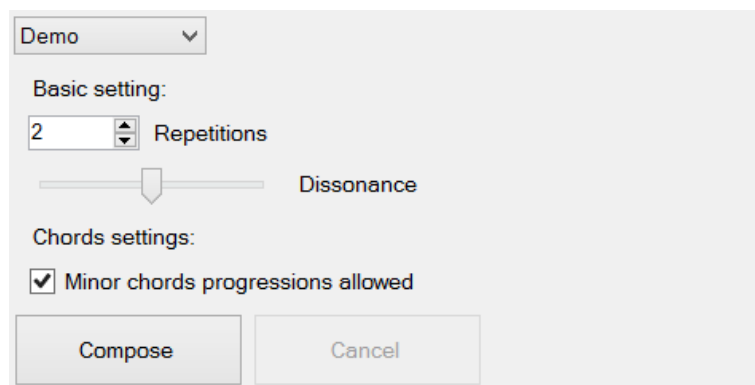 Demo
Basic setting:
2 Repetitions
Dissonance
Chords settings:
Minor chords progressions allowed
Compose Cancel